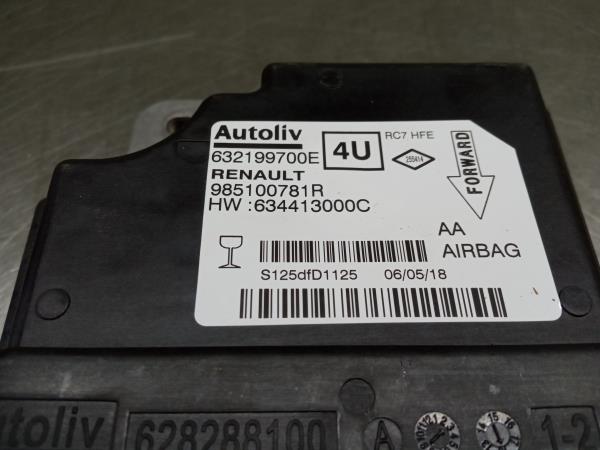 Autoliv 4U RC7 HFE
632199700E 255414
RENAULT FORWARD
985100781R
HW :634413000C
AA
AIRBAG
S125dfD1125 06/05/18
Autoliv 628288100 A 1-2